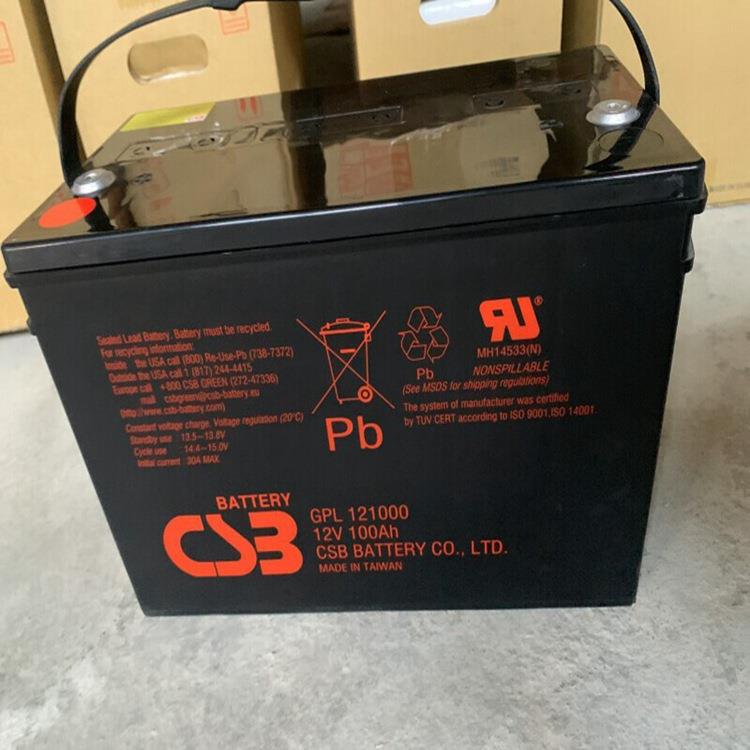 Sealed Lead Battery. Battery must be recycled.
For recycling information:
Inside the USA call (800) Re-Use-Pb (738-7372)
Outside the USA call 1 (817) 244-4415
Europe call +800 CSB GREEN (272-47336)
mail csbgreen@csb-battery.eu
(http://www.csb-battery.com)
Constant voltage charge. Voltage regulation (20°C)
Standby use : 13.5~13.8V
Cycle use : 14.4~15.0V
Initial current : 30A MAX.
Pb
Pb
RU®
MH14533(N)
NONSPILLABLE
(See MSDS for shipping regulations)
The system of manufacturer was certified
by TUV CERT according to ISO 9001,ISO 14001
BATTERY
CSB
GPL 121000
12V 100Ah
CSB BATTERY CO., LTD.
MADE IN TAIWAN